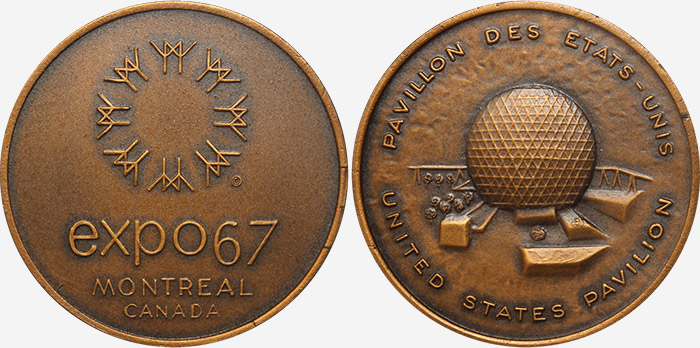 ©
expo67
MONTREAL
CANADA
PAVILLON DES ETATS-UNIS
UNITED STATES PAVILION